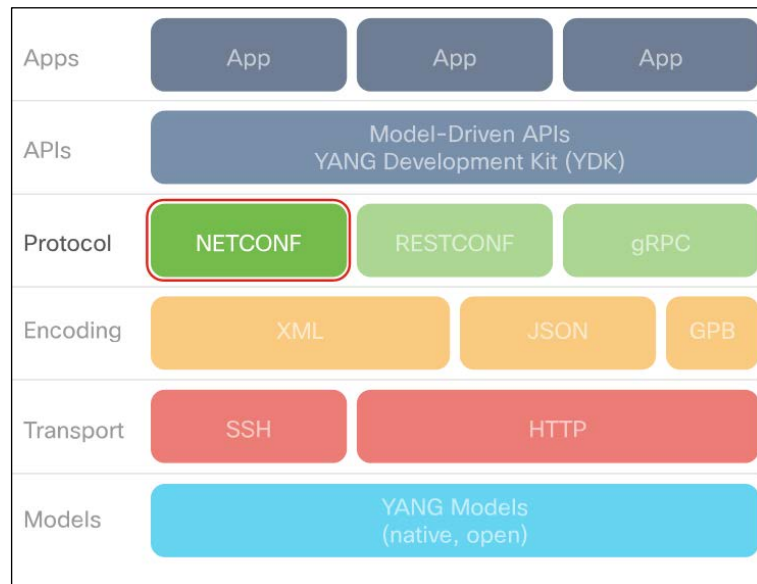 Apps
App
App
App
APIs
Model-Driven APIs
YANG Development Kit (YDK)
Protocol
NETCONF
RESTCONF
gRPC
Encoding
XML
JSON
GPB
Transport
SSH
HTTP
Models
YANG Models
(native, open)